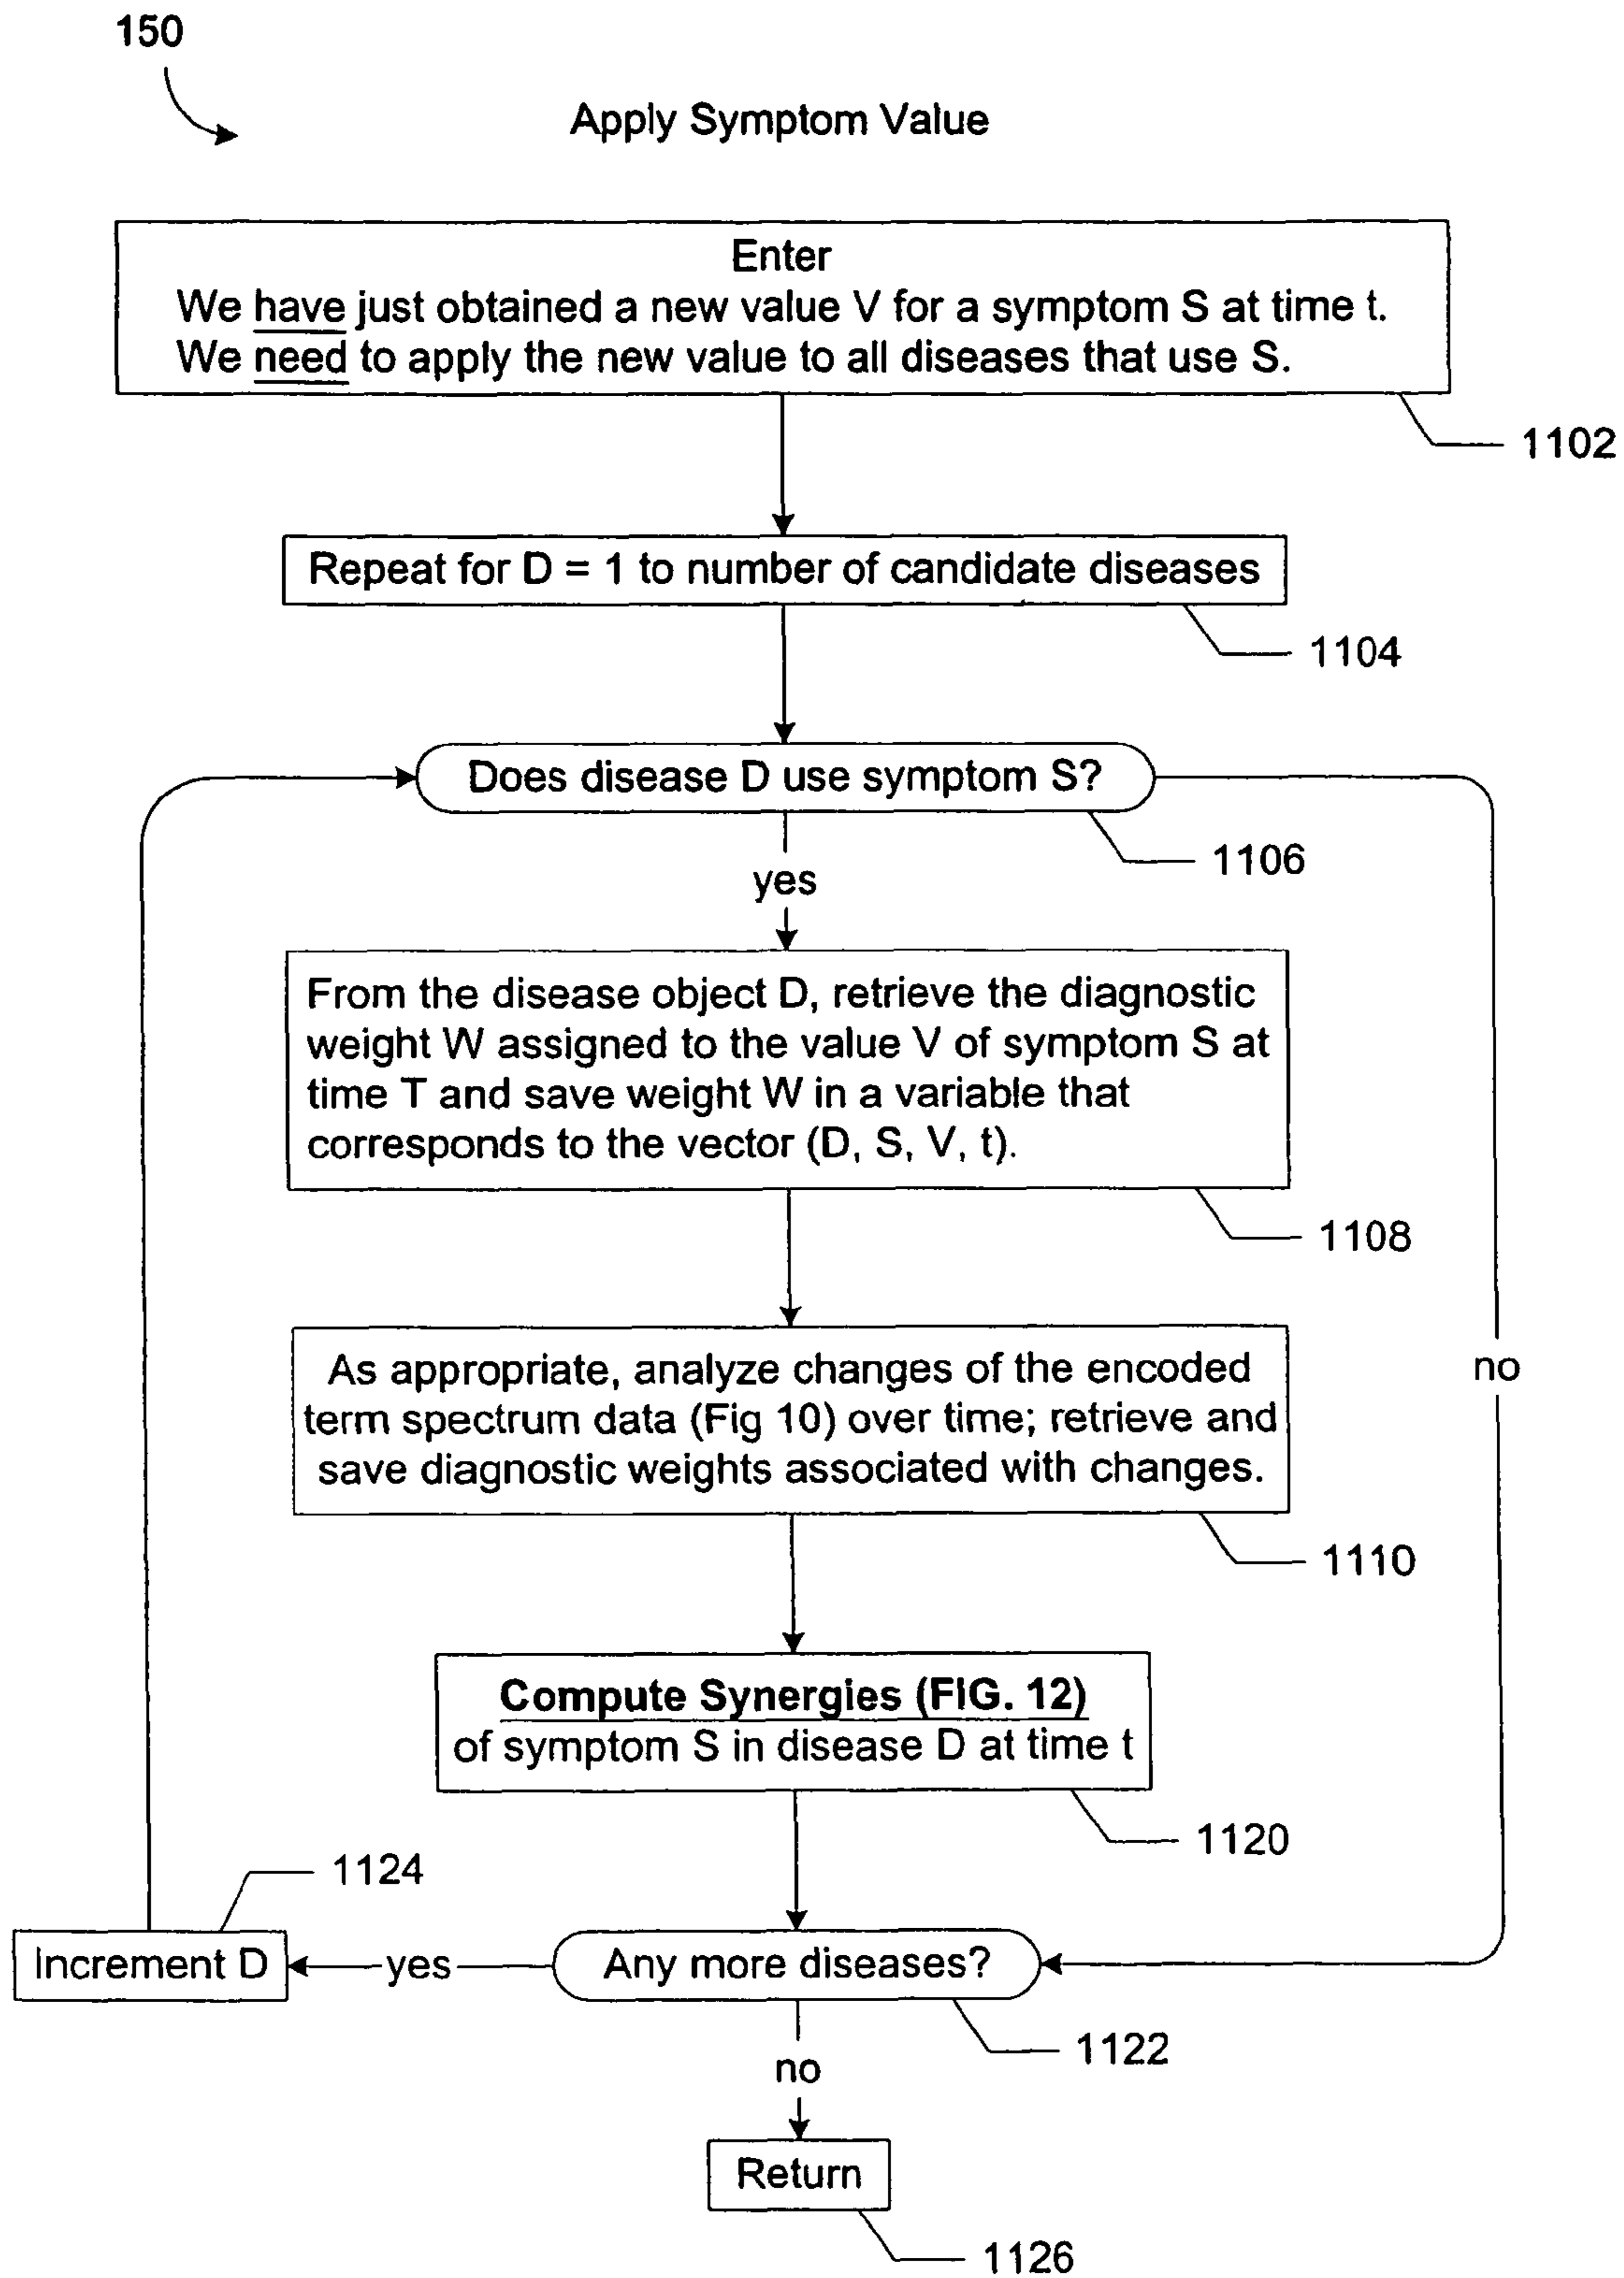 150
Apply Symptom Value
Enter
We have just obtained a new value V for a symptom S at time t.
We need to apply the new value to all diseases that use S.
1102
Repeat for D = 1 to number of candidate diseases
1104
Does disease D use symptom S?
1106
yes
From the disease object D, retrieve the diagnostic
weight W assigned to the value V of symptom S at
time T and save weight W in a variable that
corresponds to the vector (D, S, V, t).
1108
no
As appropriate, analyze changes of the encoded
term spectrum data (Fig 10) over time; retrieve and
save diagnostic weights associated with changes.
1110
Compute Synergies (FIG. 12)
of symptom S in disease D at time t
1120
1124
Increment D
yes
Any more diseases?
1122
no
Return
1126